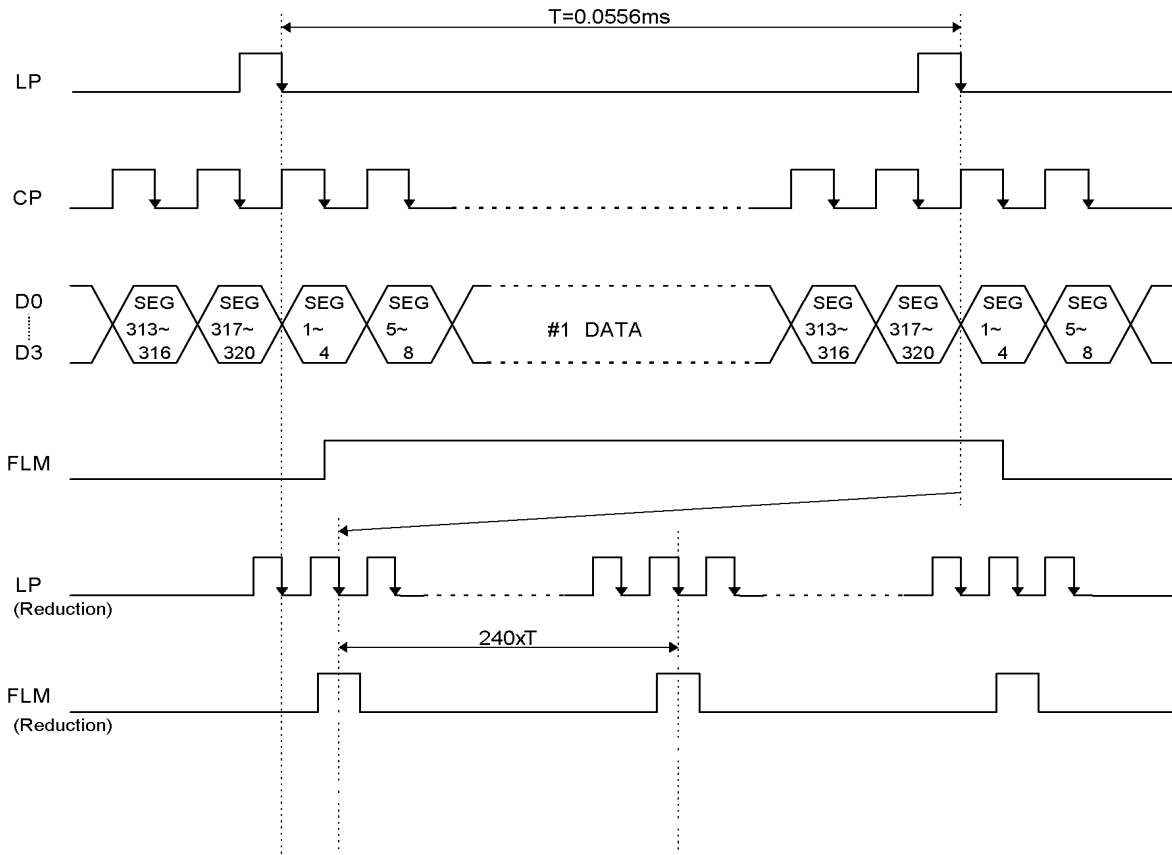 T=0.0556ms
LP
CP
D0
D3
SEG
313~
316
SEG
317~
320
SEG
1~
4
SEG
5~
8
#1 DATA
SEG
313~
316
SEG
317~
320
SEG
1~
4
SEG
5~
8
FLM
LP
(Reduction)
240xT
FLM
(Reduction)